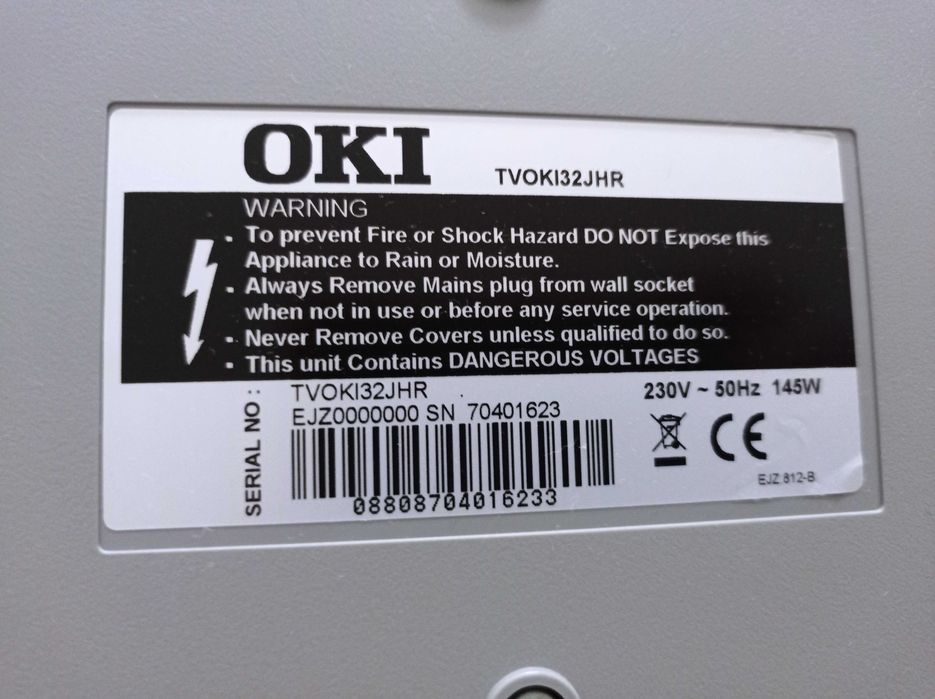 OKI
TVOKI32JHR
WARNING
· To prevent Fire or Shock Hazard DO NOT Expose this
Appliance to Rain or Moisture.
· Always Remove Mains plug from wall socket
when not in use or before any service operation.
· Never Remove Covers unless qualified to do so.
· This unit Contains DANGEROUS VOLTAGES
SERIAL NO :
TVOKI32JHR
EJZ0000000 SN 70401623
08808704016233
230V ~ 50Hz 145W
CE
EJZ.812-B